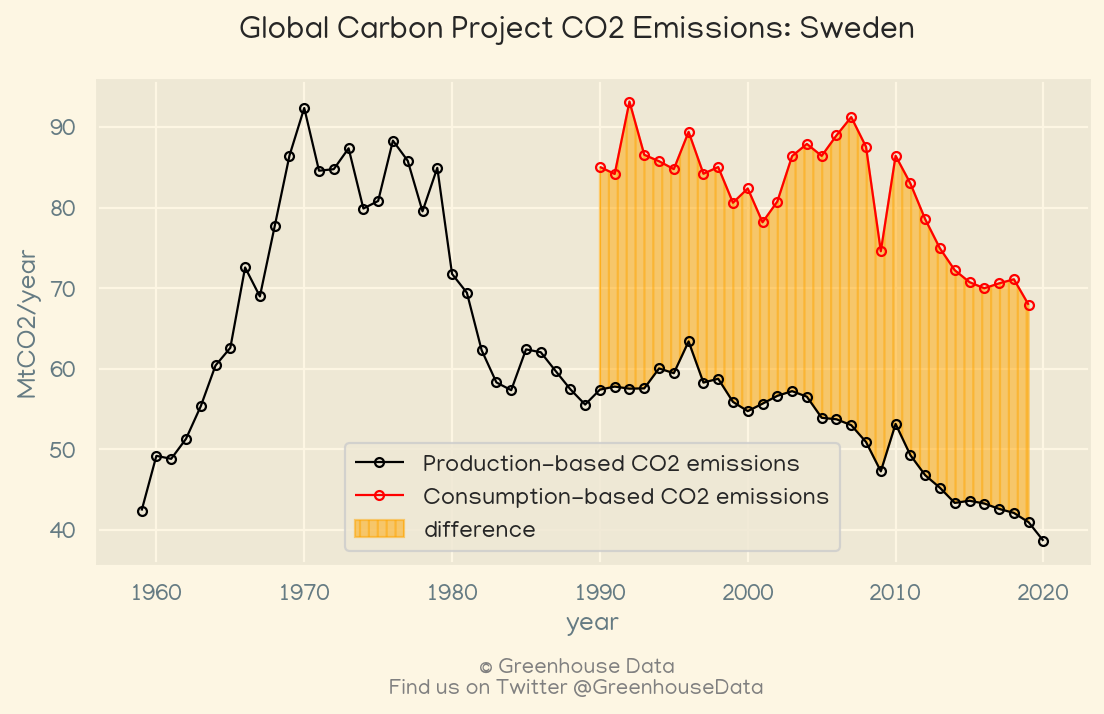 Global Carbon Project CO2 Emissions: Sweden
MtCO2/year
90
80
70
60
50
40
Production-based CO2 emissions
Consumption-based CO2 emissions
difference
1960 1970 1980 1990 2000 2010 2020
year
© Greenhouse Data
Find us on Twitter @GreenhouseData